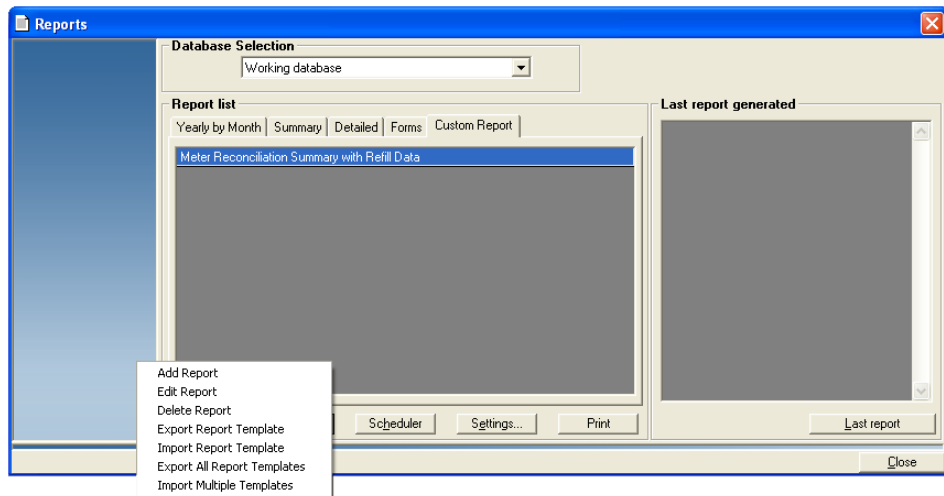 Reports
Database Selection
Working database
Report list
Yearly by Month Summary Detailed Forms Custom Report
Meter Reconciliation Summary with Refill Data
Last report generated
Add Report
Edit Report
Delete Report
Export Report Template
Import Report Template
Export All Report Templates
Import Multiple Templates
Scheduler Settings... Print
Last report
Close